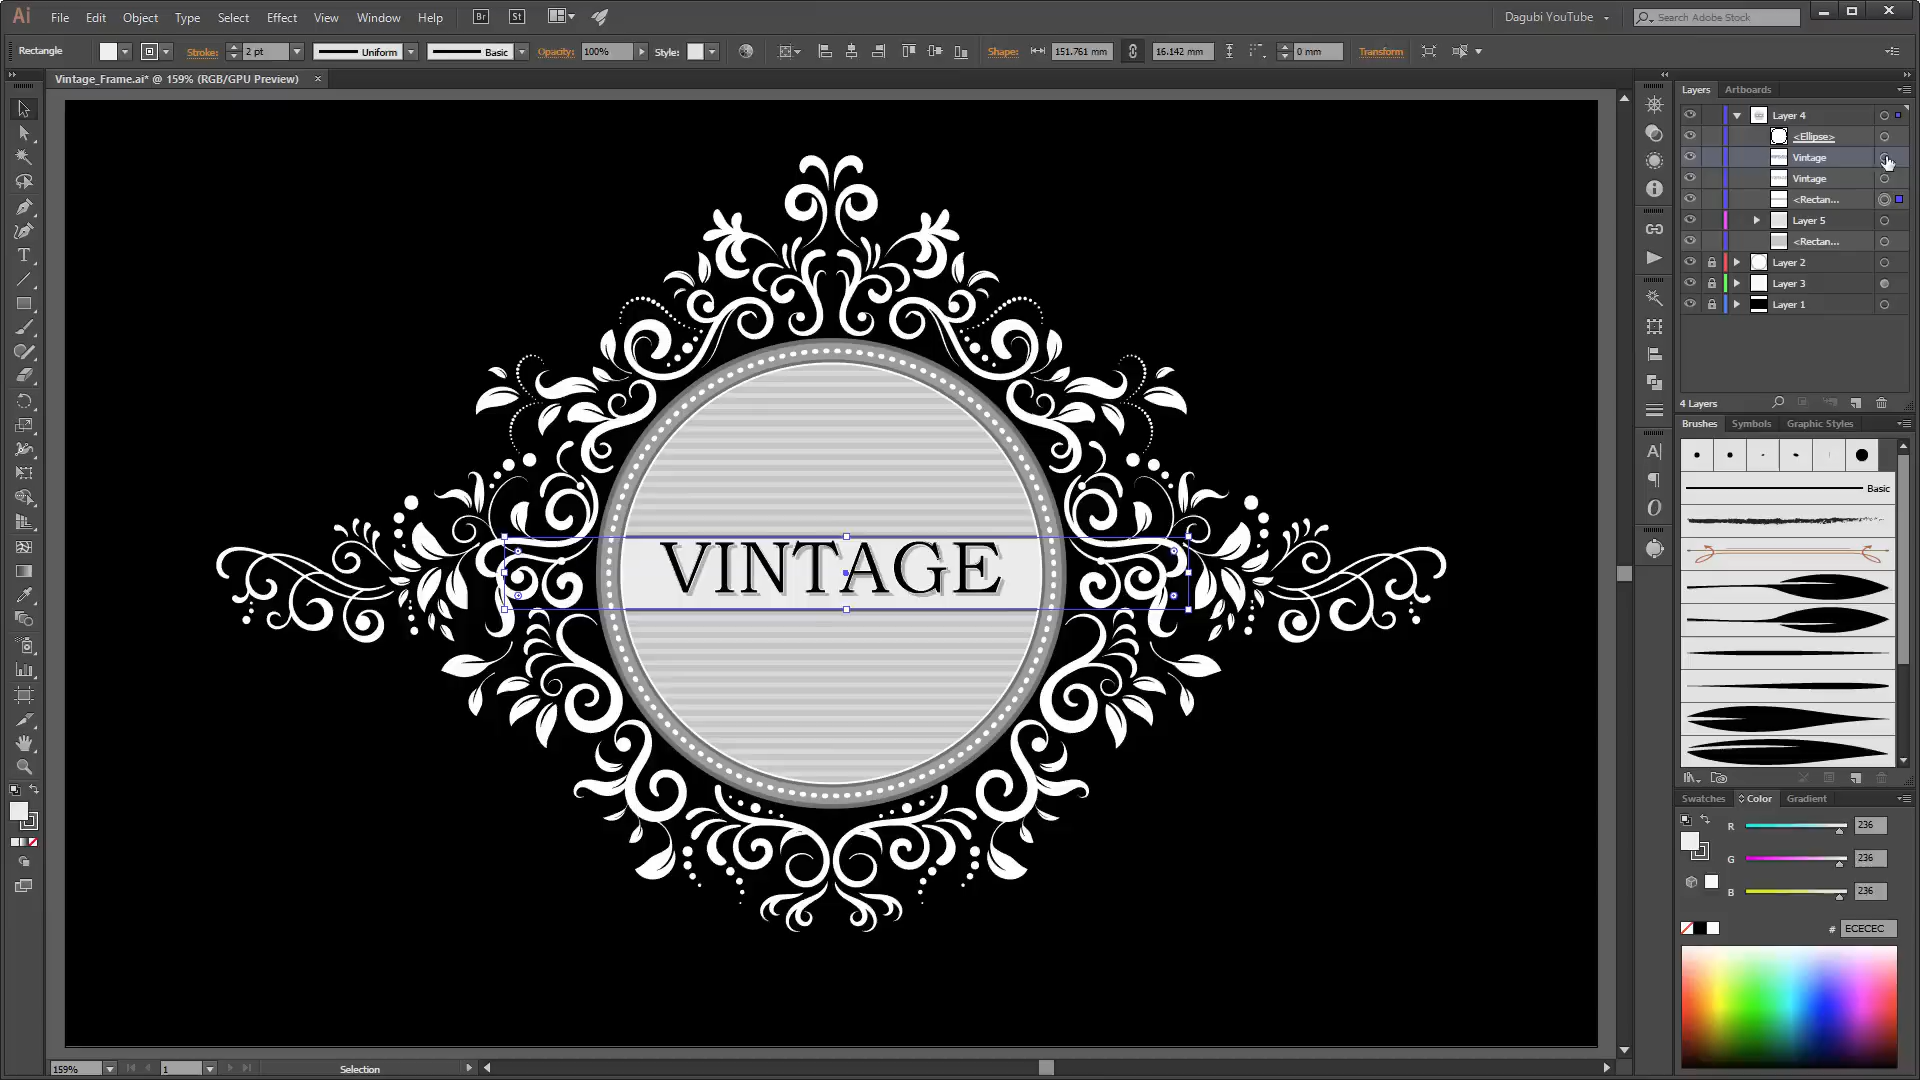 Ai File Edit Object Type Select Effect View Window Help Br St Dagubi YouTube Search Adobe Stock
Rectangle Stroke: 2 pt Uniform Basic Opacity: 100% Style: Shape: 151.761 mm 16.142 mm 0 mm Transform
Vintage_Frame.ai* @ 159% (RGB/GPU Preview)
Layers Artboards
Layer 4
<Ellipse>
Vintage
Vintage
<Rectan...
Layer 5
<Rectan...
Layer 2
Layer 3
Layer 1
4 Layers
Brushes Symbols Graphic Styles
Basic
VINTAGE
Swatches Color Gradient
R 236
G 236
B 236
# ECECEC
159% 1 Selection